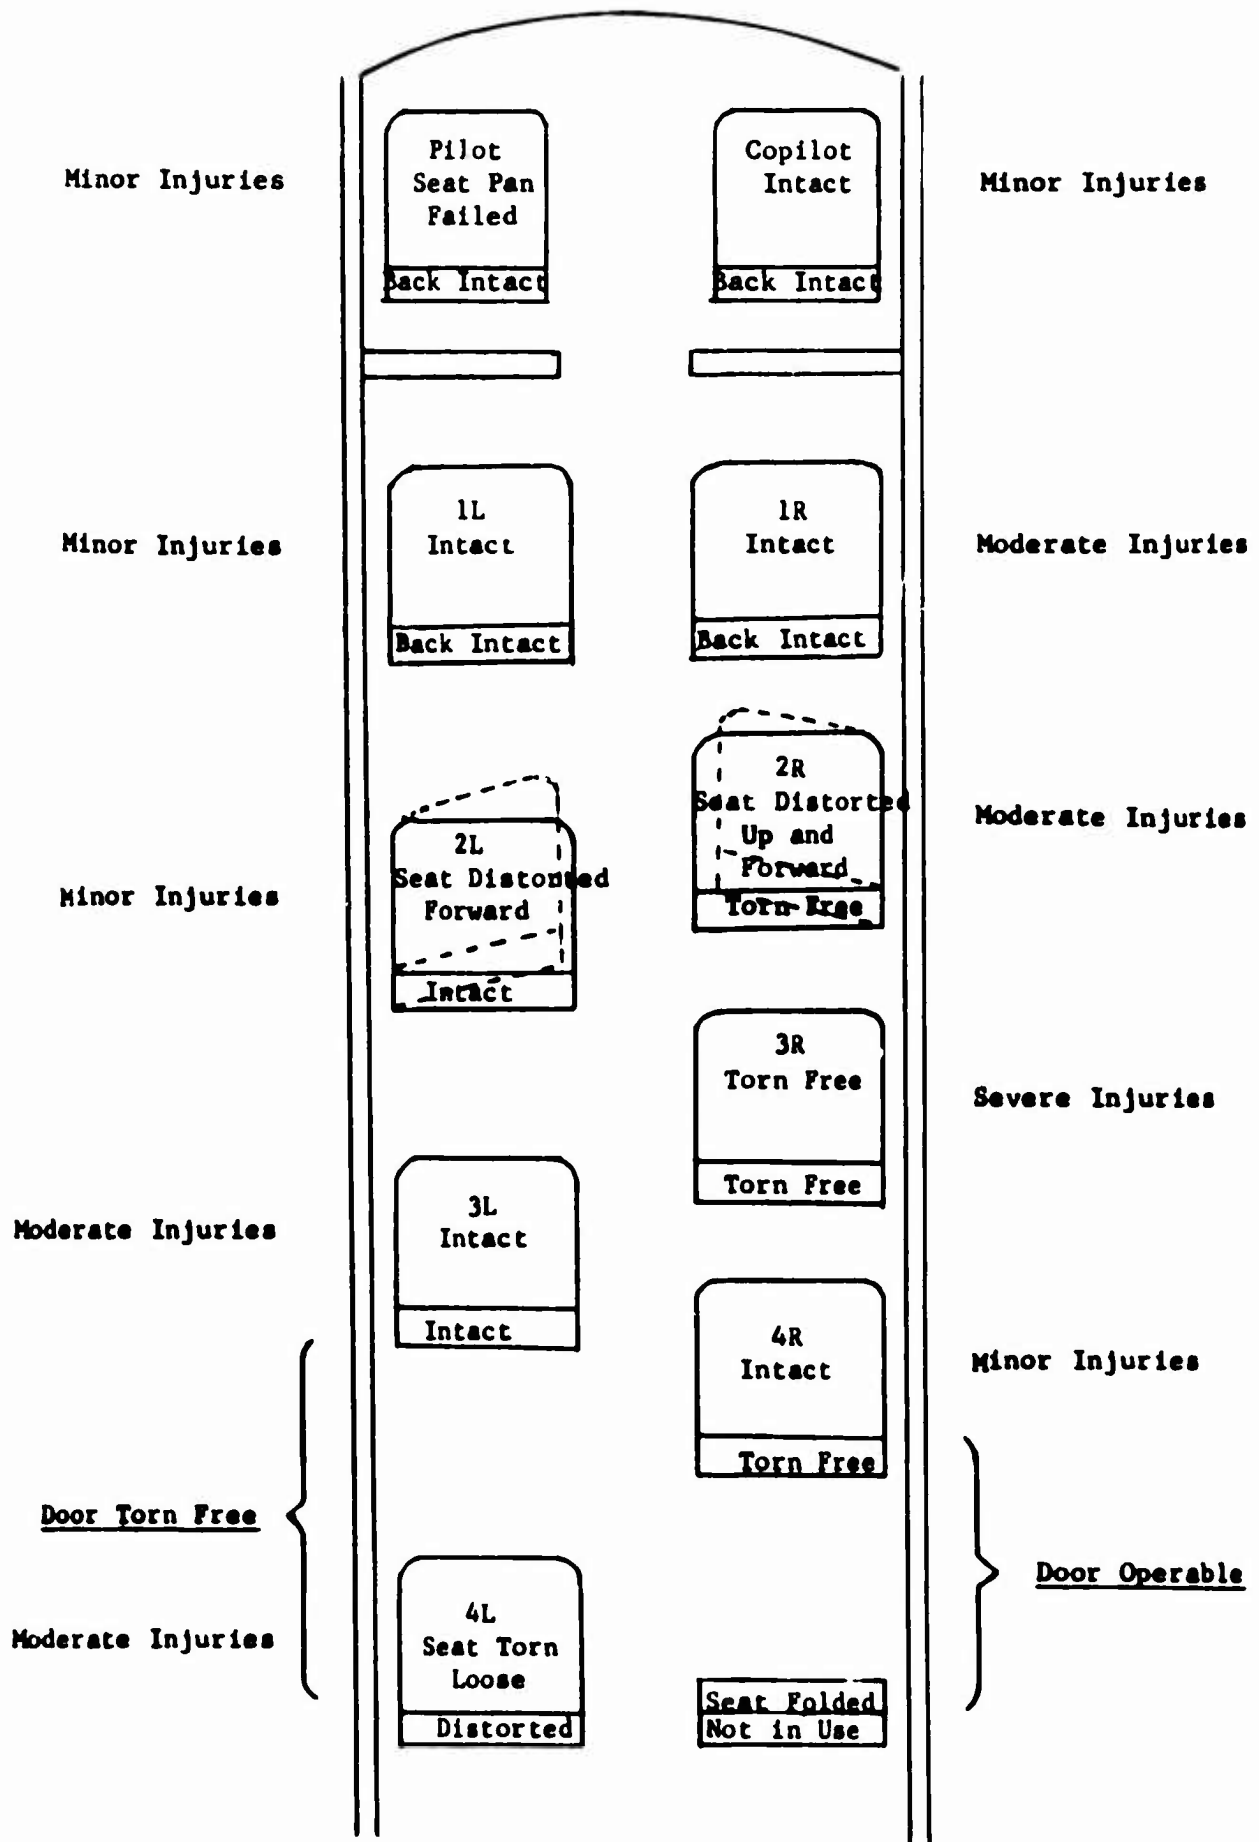 Minor Injuries
Pilot
Seat Pan
Failed
Back Intact
Copilot
Intact
Back Intact
Minor Injuries
Minor Injuries
1L
Intact
Back Intact
1R
Intact
Back Intact
Moderate Injuries
2R
Seat Distorted
Up and
Forward
Torn Free
Moderate Injuries
Minor Injuries
2L
Seat Distorted
Forward
Intact
3R
Torn Free
Torn Free
Severe Injuries
Moderate Injuries
3L
Intact
Intact
4R
Intact
Torn Free
Minor Injuries
Door Torn Free
Door Operable
Moderate Injuries
4L
Seat Torn
Loose
Distorted
Seat Folded
Not in Use